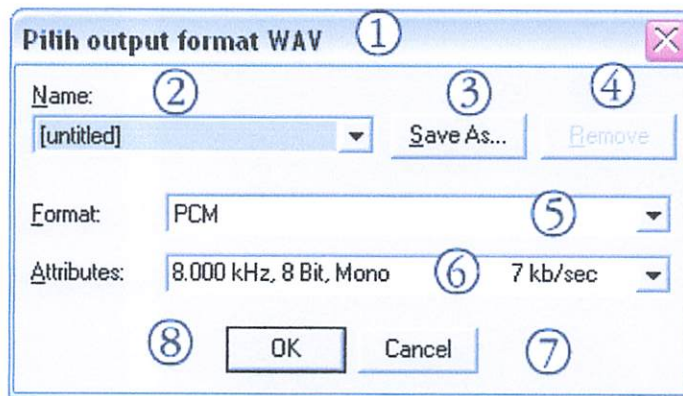 Pilih output format WAV ①
Name: ② ③ ④
[untitled] Save As... Remove
Format: PCM ⑤
Attributes: 8.000 kHz, 8 Bit, Mono ⑥ 7 kb/sec
⑧ OK Cancel ⑦